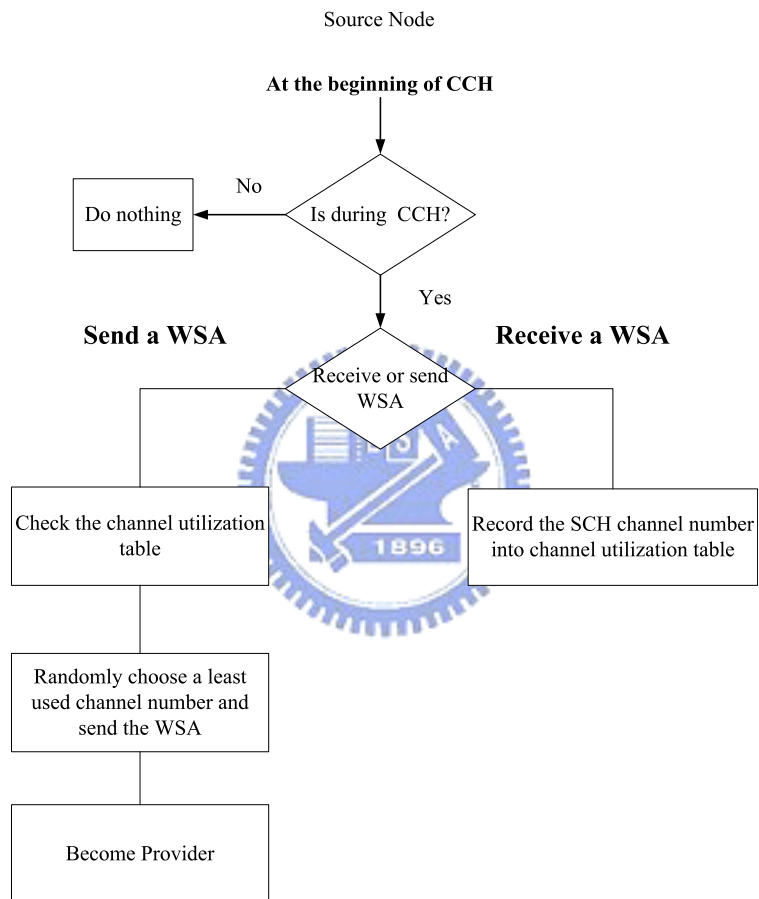 Source Node
At the beginning of CCH
No
Do nothing
Is during CCH?
Yes
Send a WSA
Receive a WSA
Receive or send
WSA
Check the channel utilization
table
Record the SCH channel number
into channel utilization table
1896
Randomly choose a least
used channel number and
send the WSA
Become Provider